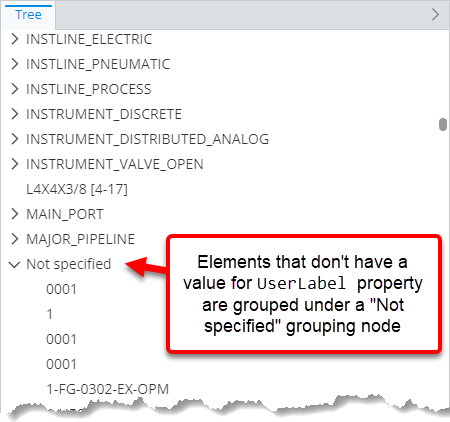 Tree
INSTLINE_ELECTRIC
INSTLINE_PNEUMATIC
INSTLINE_PROCESS
INSTRUMENT_DISCRETE
INSTRUMENT_DISTRIBUTED_ANALOG
INSTRUMENT_VALVE_OPEN
L4X4X3/8 [4-17]
MAIN_PORT
MAJOR_PIPELINE
Not specified
0001
1
0001
0001
1-FG-0302-EX-OPM
Elements that don't have a
value for UserLabel property
are grouped under a "Not
specified" grouping node